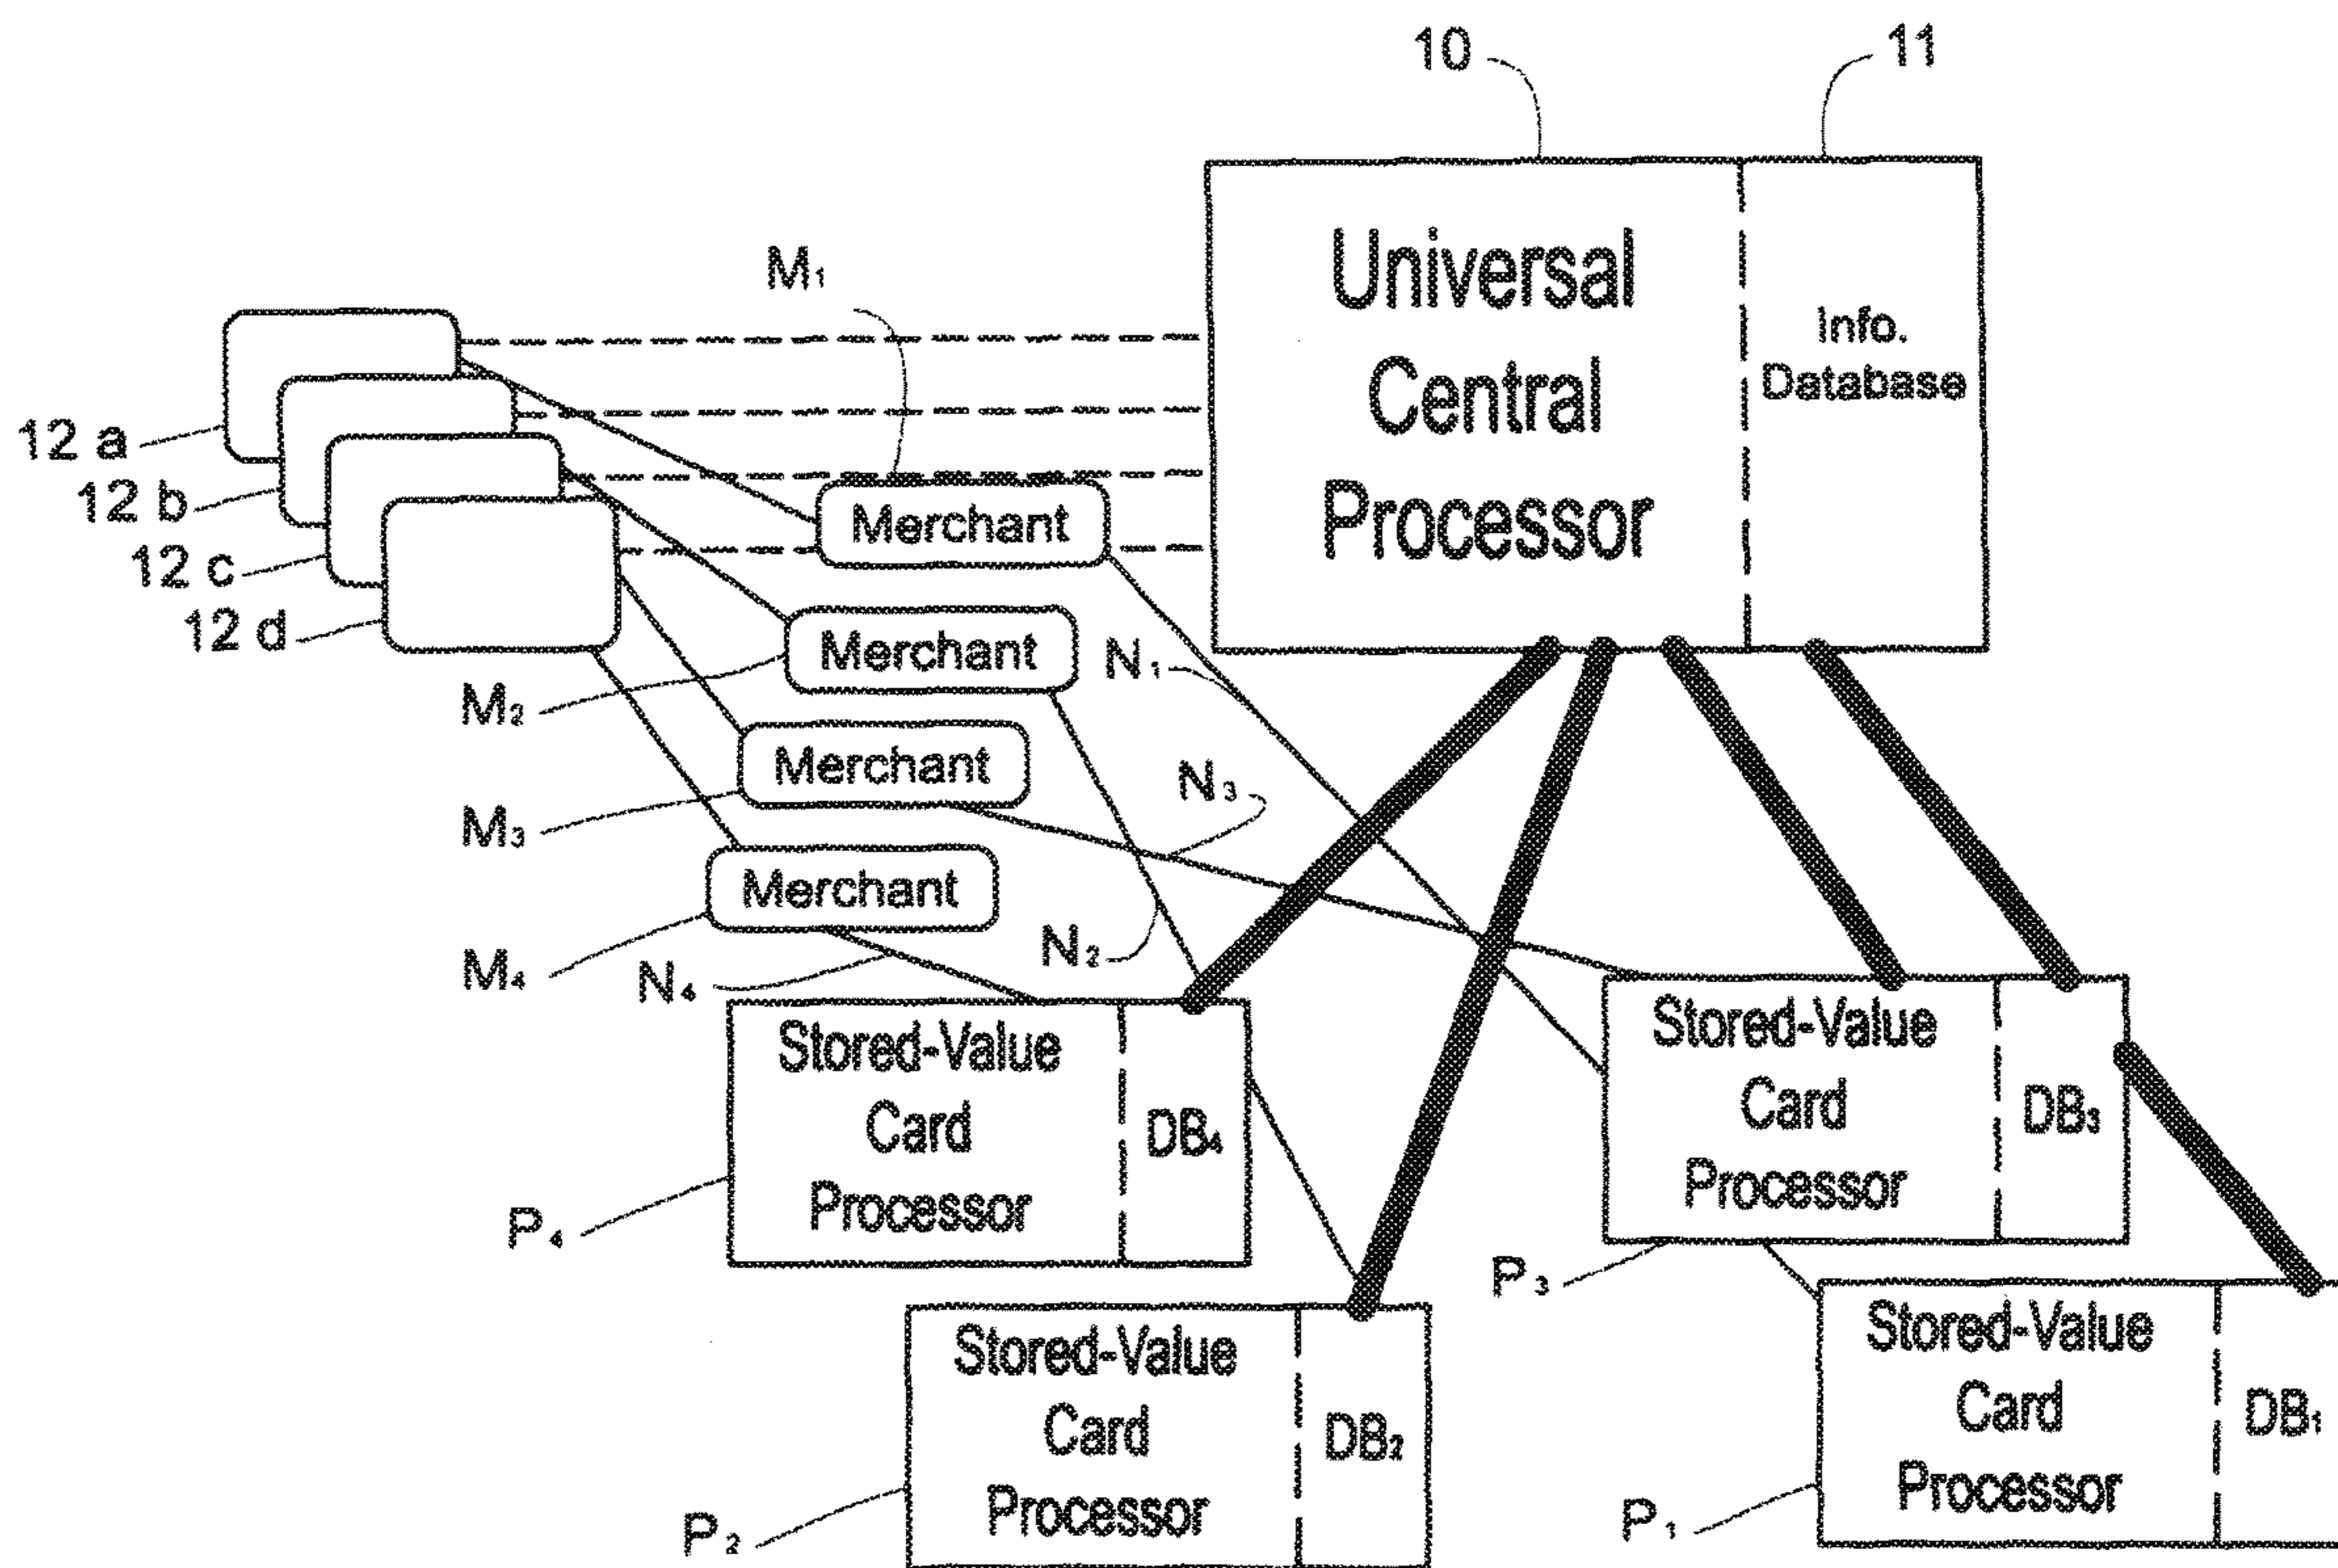 10
11
Universal
Central
Processor
Info.
Database
M₁
12 a
12 b
12 c
12 d
Merchant
Merchant
Merchant
Merchant
M₂
M₃
M₄
N₁
N₃
N₂
N₄
Stored-Value
Card
Processor
DB₄
P₄
Stored-Value
Card
Processor
DB₃
P₃
Stored-Value
Card
Processor
DB₂
P₂
Stored-Value
Card
Processor
DB₁
P₁